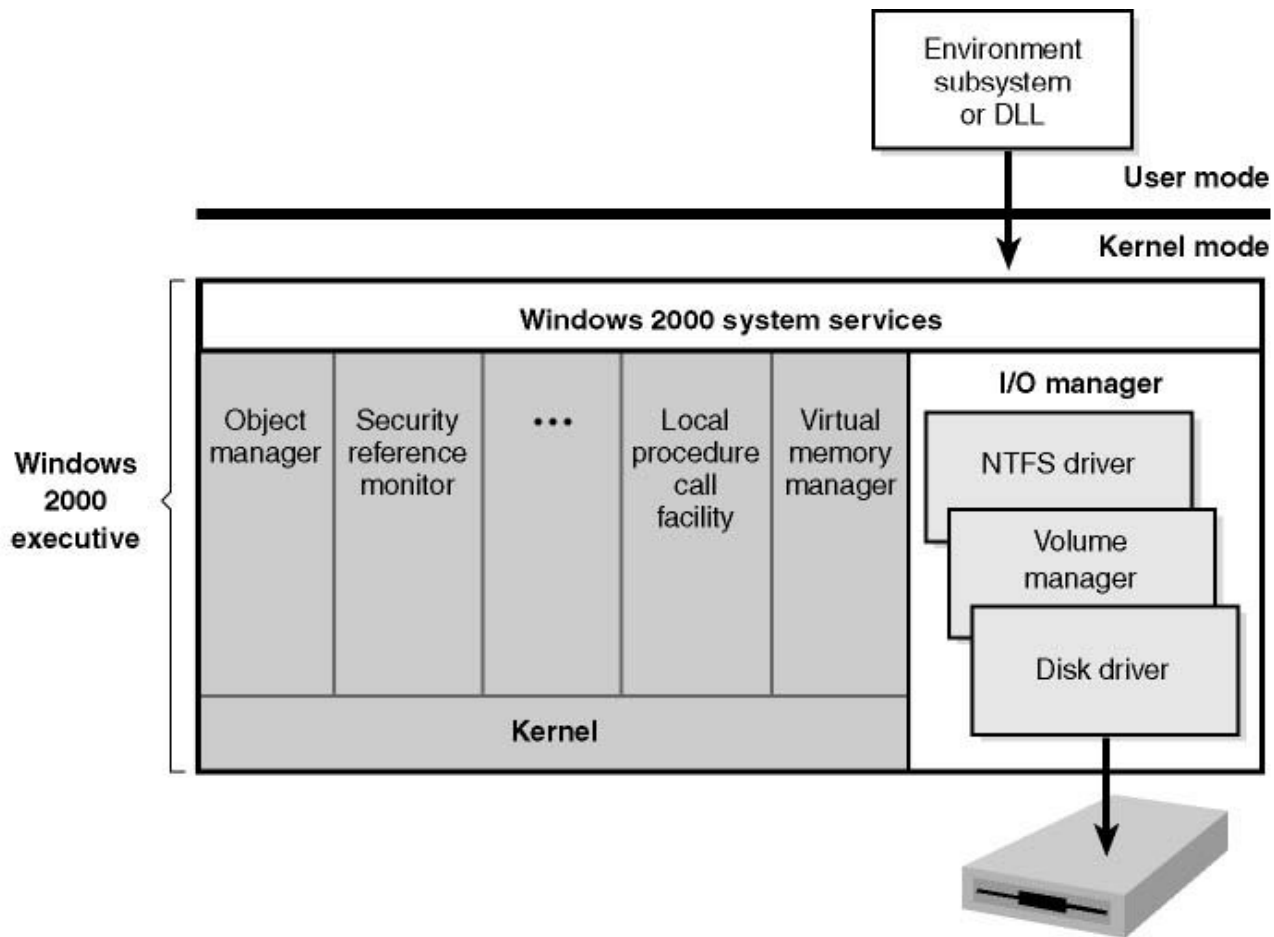 Environment
subsystem
or DLL
User mode
Kernel mode
Windows 2000 system services
Windows
2000
executive
Object
manager
Security
reference
monitor
•••
Local
procedure
call
facility
Virtual
memory
manager
I/O manager
NTFS driver
Volume
manager
Disk driver
Kernel